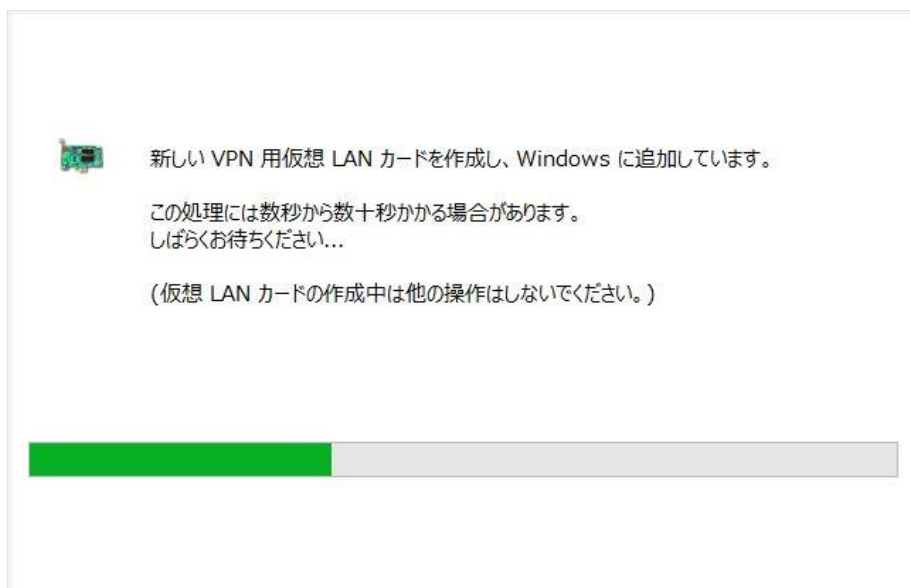 新しい VPN 用仮想 LAN カードを作成し、Windows に追加しています。
この処理には数秒から数十秒かかる場合があります。
しばらくお待ちください...
(仮想 LAN カードの作成中は他の操作はしないでください。)